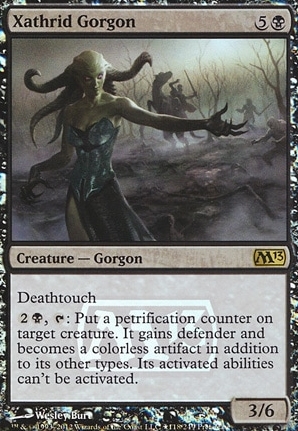 Xathrid Gorgon 5
Creature — Gorgon M13
Deathtouch
2, : Put a petrification counter on
target creature. It gains defender and
becomes a colorless artifact in addition
to its other types. Its activated abilities
can't be activated.
Wesley Burt
3/6